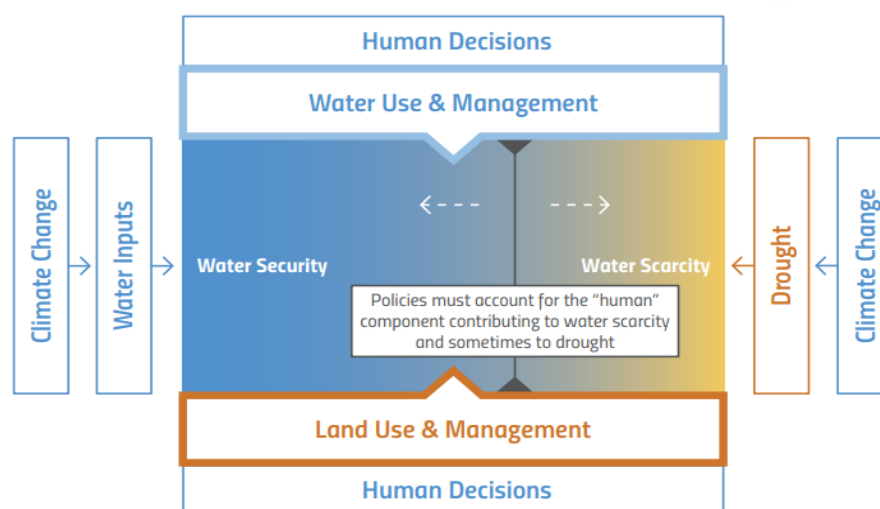 Human Decisions
Water Use & Management
Climate Change
Water Inputs
Water Security
Water Scarcity
Drought
Climate Change
Policies must account for the “human”
component contributing to water scarcity
and sometimes to drought
Land Use & Management
Human Decisions